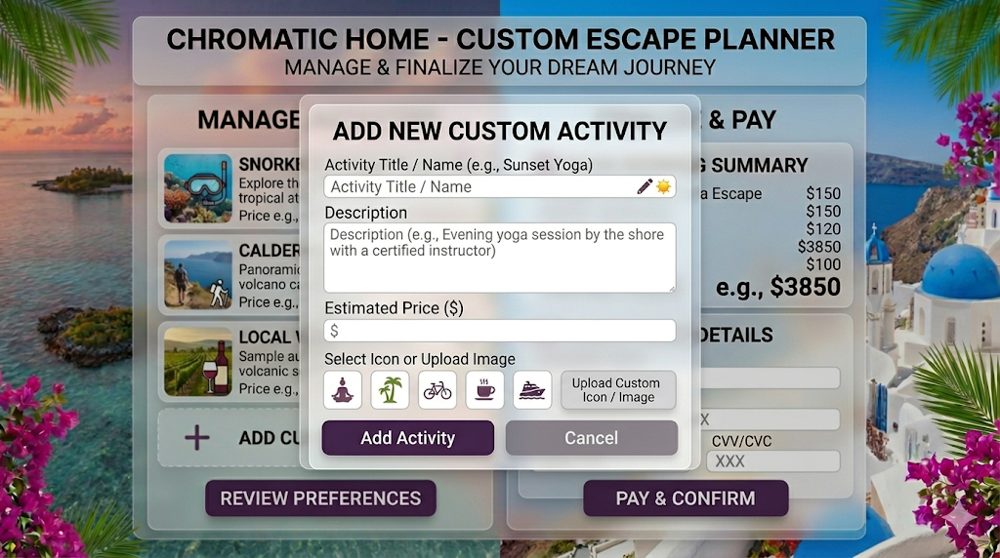 CHROMATIC HOME - CUSTOM ESCAPE PLANNER
MANAGE & FINALIZE YOUR DREAM JOURNEY
MANAGE
SNORKE
Explore th
tropical at
Price e.g.,
CALDER
Panoramic
volcano ca
Price e.g.,
LOCAL V
Sample au
volcanic s
Price e.g.,
+ ADD CU
REVIEW PREFERENCES
ADD NEW CUSTOM ACTIVITY
Activity Title / Name (e.g., Sunset Yoga)
Activity Title / Name
Description
Description (e.g., Evening yoga session by the shore
with a certified instructor)
Estimated Price ($)
$
Select Icon or Upload Image
Upload Custom
Icon / Image
Add Activity
Cancel
& PAY
SUMMARY
a Escape $150
$150
$120
$3850
$100
e.g., $3850
DETAILS
X
CVV/CVC
XXX
PAY & CONFIRM